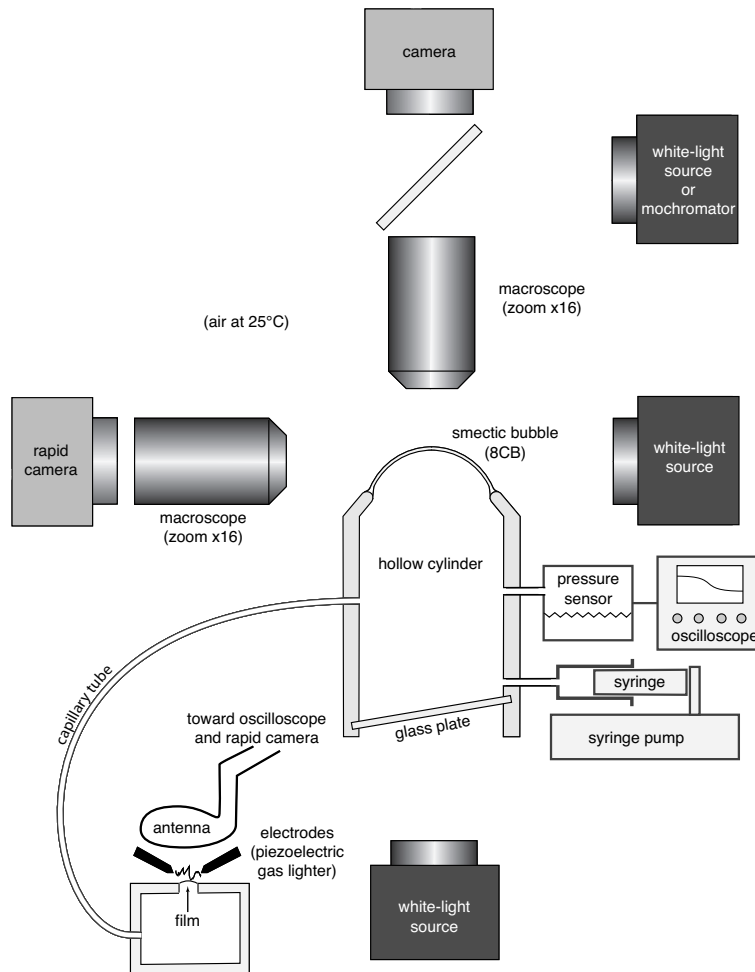 camera
white-light
source
or
mochromator
macroscope
(zoom x16)
(air at 25°C)
smectic bubble
(8CB)
rapid
camera
white-light
source
macroscope
(zoom x16)
hollow cylinder
pressure
sensor
oscilloscope
capillary tube
syringe
glass plate
syringe pump
toward oscilloscope
and rapid camera
antenna
electrodes
(piezoelectric
gas lighter)
film
white-light
source